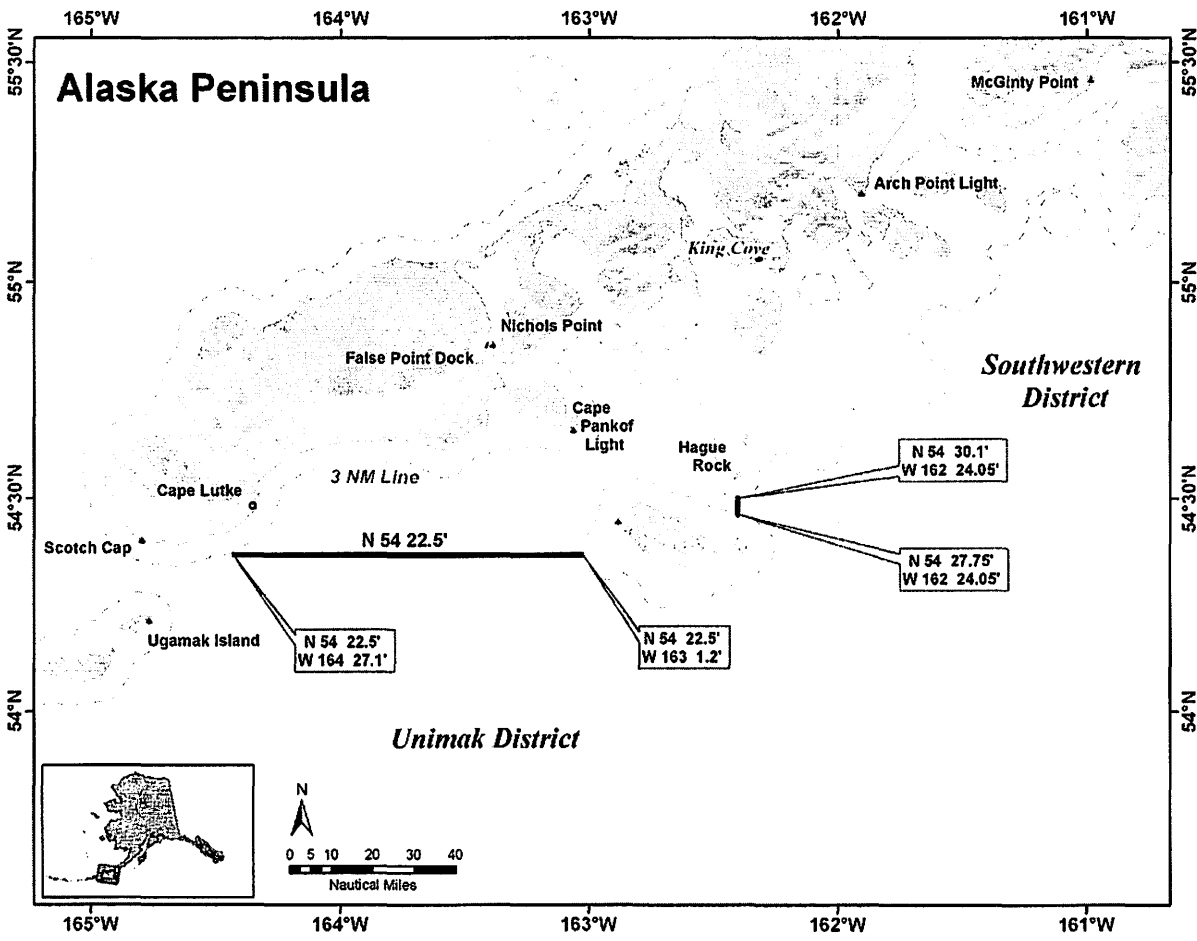 165°W 164°W 163°W 162°W 161°W
55°30'N
55°30'N
Alaska Peninsula
McGinty Point
Arch Point Light
King Cove
55°N
55°N
Nichols Point
False Point Dock
Southwestern
District
Cape
Pankof
Light
Hague
Rock
N 54 30.1'
W 162 24.05'
3 NM Line
Cape Lutke
54°30'N
54°30'N
Scotch Cap
N 54 22.5'
N 54 27.75'
W 162 24.05'
Ugamak Island
N 54 22.5'
W 164 27.1'
N 54 22.5'
W 163 1.2'
54°N
54°N
Unimak District
N
0 5 10 20 30 40
Nautical Miles
165°W 164°W 163°W 162°W 161°W